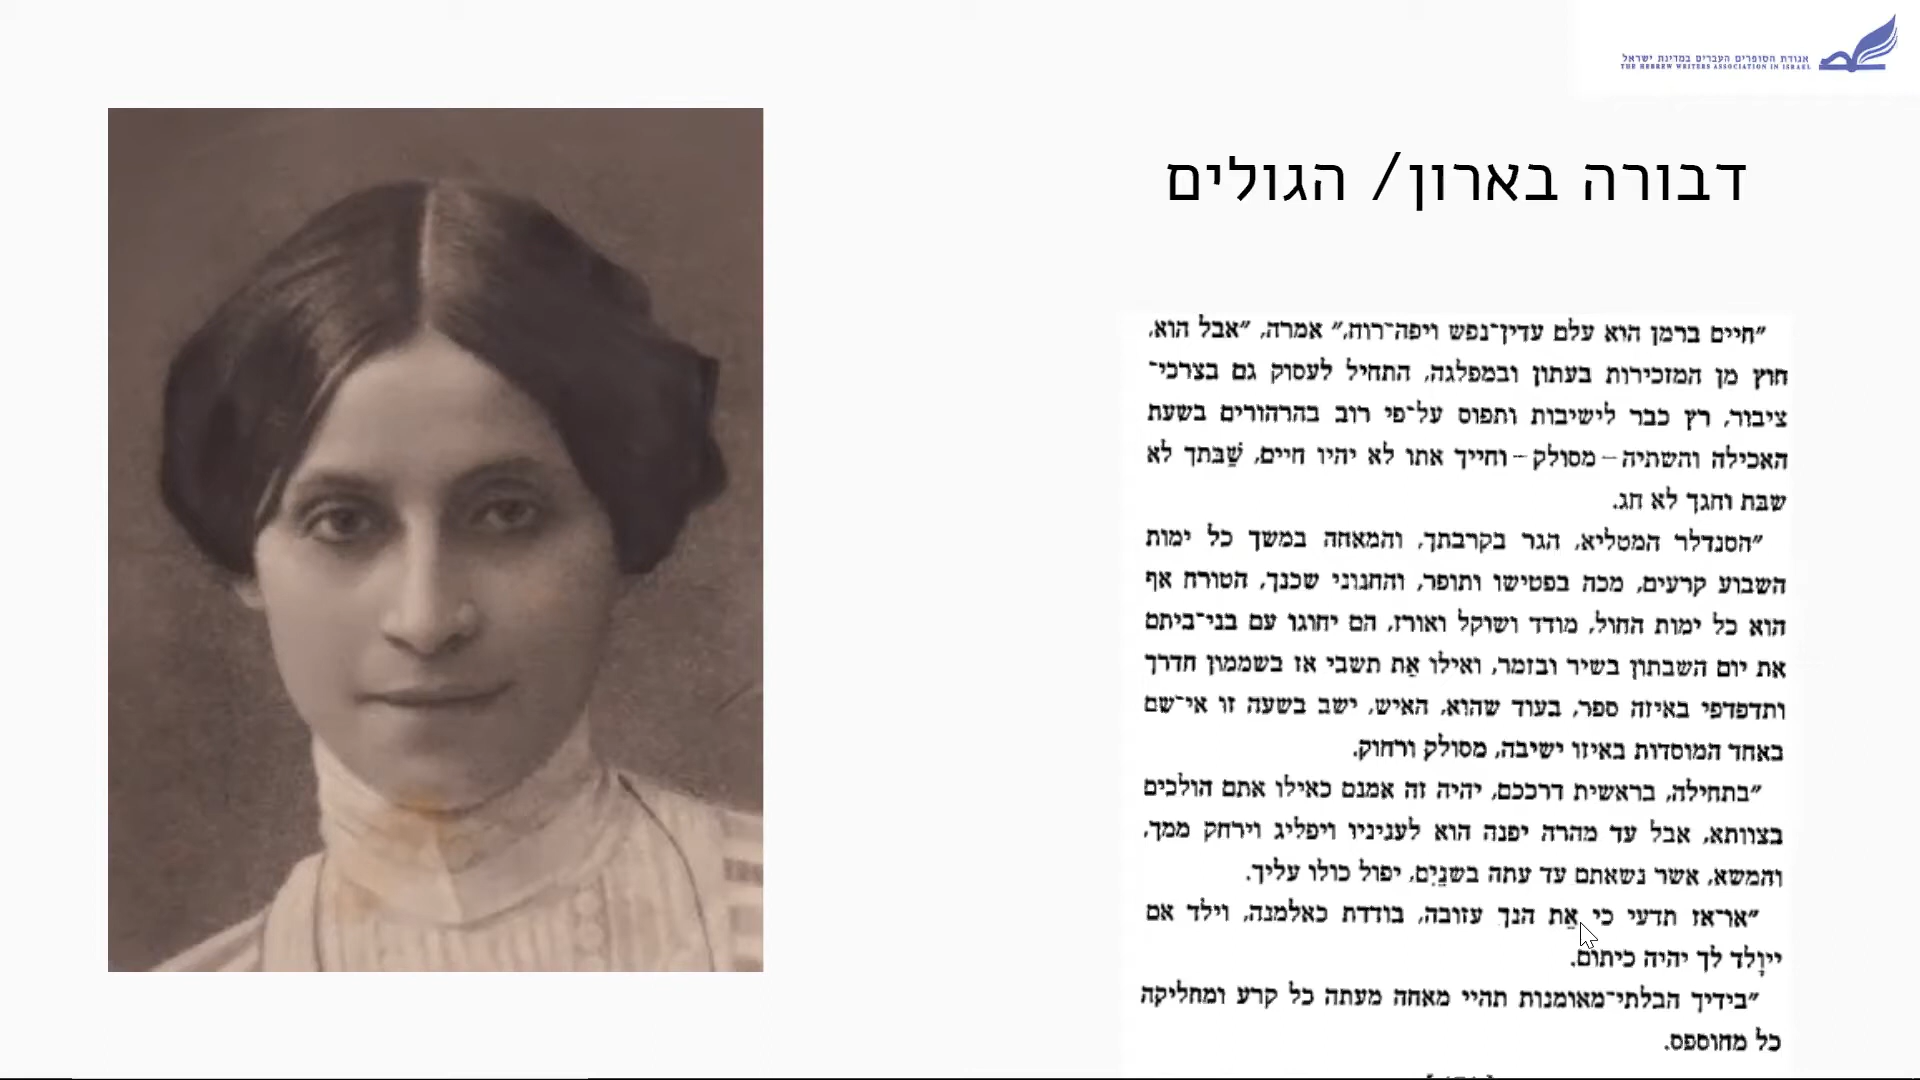 אגודת הסופרים העברים במדינת ישראל
THE HEBREW WRITERS ASSOCIATION IN ISRAEL
דבורה בארון/ הגולים
״חיים ברמן הוא עלם עדין־נפש ויפה־רוח,״ אמרה, ״אבל הוא,
חוץ מן המזכירות בעתון ובמפלגה, התחיל לעסוק גם בצרכי־
ציבור, רץ כבר לישיבות ותפוס על־פי רוב בהרהורים בשעת
האכילה והשתיה – מסולק – וחייך אתו לא יהיו חיים, שַׁבּתך לא
שבּת וחגך לא חג.
״הסנדלר המטליא, הגר בקרבתך, והמאחה במשך כל ימות
השבוע קרעים, מכה בפטישו ותופר, והחנווני שכנך, הטורח אף
הוא כל ימות החול, מודד ושוקל ואורז, הם יחוגו עם בני־ביתם
את יום השבתון בשיר ובזמר, ואילו אַת תשבי אז בשממון חדרך
ותדפדפי באיזה ספר, בעוד שהוא, האיש, ישב בשעה זו אי־שם
באחד המוסדות באיזו ישיבה, מסולק ורחוק.
״בתחילה, בראשית דרככם, יהיה זה אמנם כאילו אתם הולכים
בצוותא, אבל עד מהרה יפנה הוא לעניניו ויפליג וירחק ממך,
והמשא, אשר נשאתם עד עתה בשנַיִם, יפול כולו עליך.
״או־אז תדעי כי אַת הנך עזובה, בודדת כאלמנה, וילד אם
ייוָלד לך יהיה כיתום.
״בידיך הבלתי־מאומנות תהיי מאחה מעתה כל קרע ומחליקה
כל מחוספס.